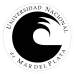 UNIVERSIDAD NACIONAL
de MAR DEL PLATA